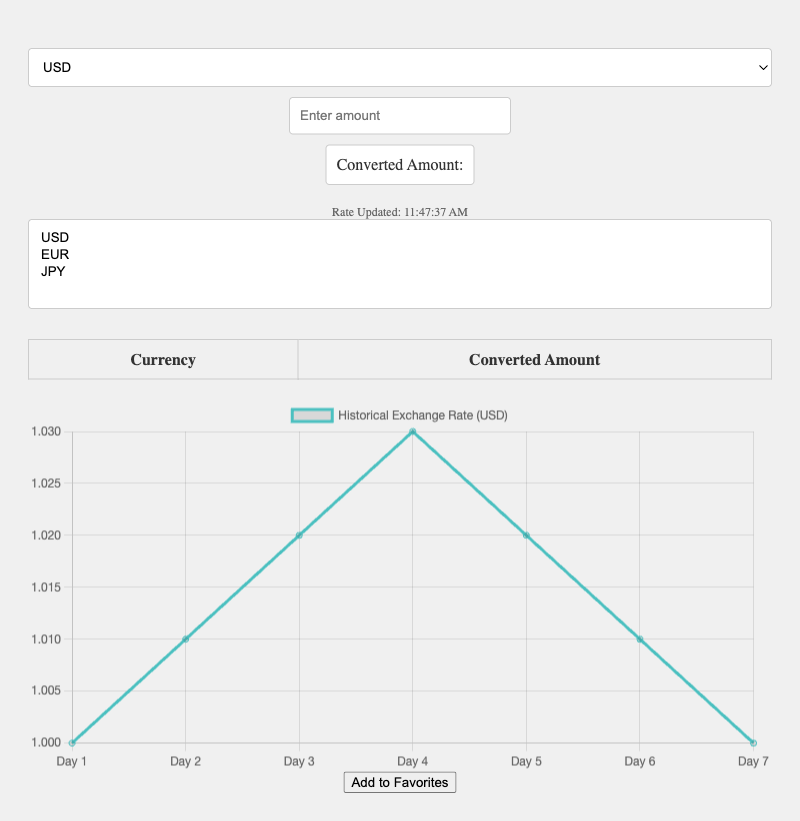 USD
Enter amount
Converted Amount:
Rate Updated: 11:47:37 AM
USD
EUR
JPY
Currency Converted Amount
Historical Exchange Rate (USD)
1.030
1.025
1.020
1.015
1.010
1.005
1.000
Day 1 Day 2 Day 3 Day 4 Day 5 Day 6 Day 7
Add to Favorites